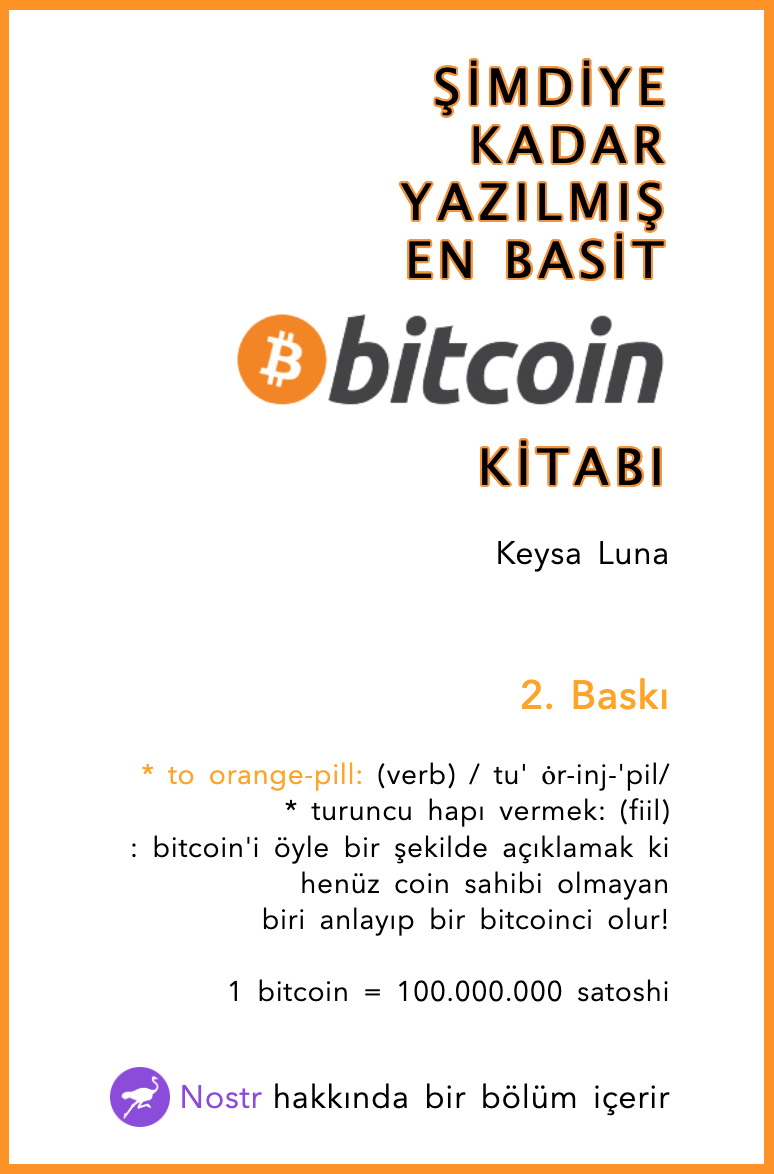 ŞİMDİYE
KADAR
YAZILMIŞ
EN BASİT
bitcoin
KİTABI
Keysa Luna
2. Baskı
* to orange-pill: (verb) / tu' ȯr-inj-'pil/
* turuncu hapı vermek: (fiil)
: bitcoin'i öyle bir şekilde açıklamak ki
henüz coin sahibi olmayan
biri anlayıp bir bitcoinci olur!
1 bitcoin = 100.000.000 satoshi
Nostr hakkında bir bölüm içerir